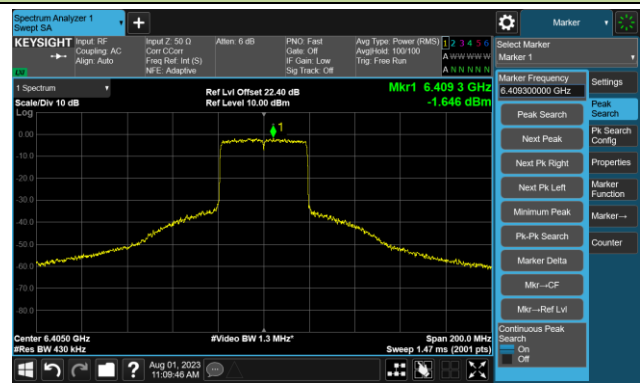 Spectrum Analyzer 1
Swept SA
Marker
KEYSIGHT
Input: RF
Coupling: AC
Align: Auto
Input Z: 50 Ω
Corr CCorr
Freq Ref: Int (S)
NFE: Adaptive
Atten: 6 dB
PNO: Fast
Gate: Off
IF Gain: Low
Sig Track: Off
Avg Type: Power (RMS)
Avg|Hold: 100/100
Trig: Free Run
1 2 3 4 5 6
A W W W W W
A N N N N N
LW
Select Marker
Marker 1
1 Spectrum
Scale/Div 10 dB
Log
Ref Lvl Offset 22.40 dB
Ref Level 10.00 dBm
Mkr1 6.409 3 GHz
-1.646 dBm
1
0.00
-10.0
-20.0
-30.0
-40.0
-50.0
-60.0
-70.0
-80.0
Center 6.4050 GHz
#Res BW 430 kHz
#Video BW 1.3 MHz*
Span 200.0 MHz
Sweep 1.47 ms (2001 pts)
Marker Frequency
6.409300000 GHz
Peak Search
Next Peak
Next Pk Right
Next Pk Left
Minimum Peak
Pk-Pk Search
Marker Delta
Mkr→CF
Mkr→Ref Lvl
Continuous Peak
Search
On
Off
Settings
Peak
Search
Pk Search
Config
Properties
Marker
Function
Marker→
Counter
?
Aug 01, 2023
11:09:46 AM